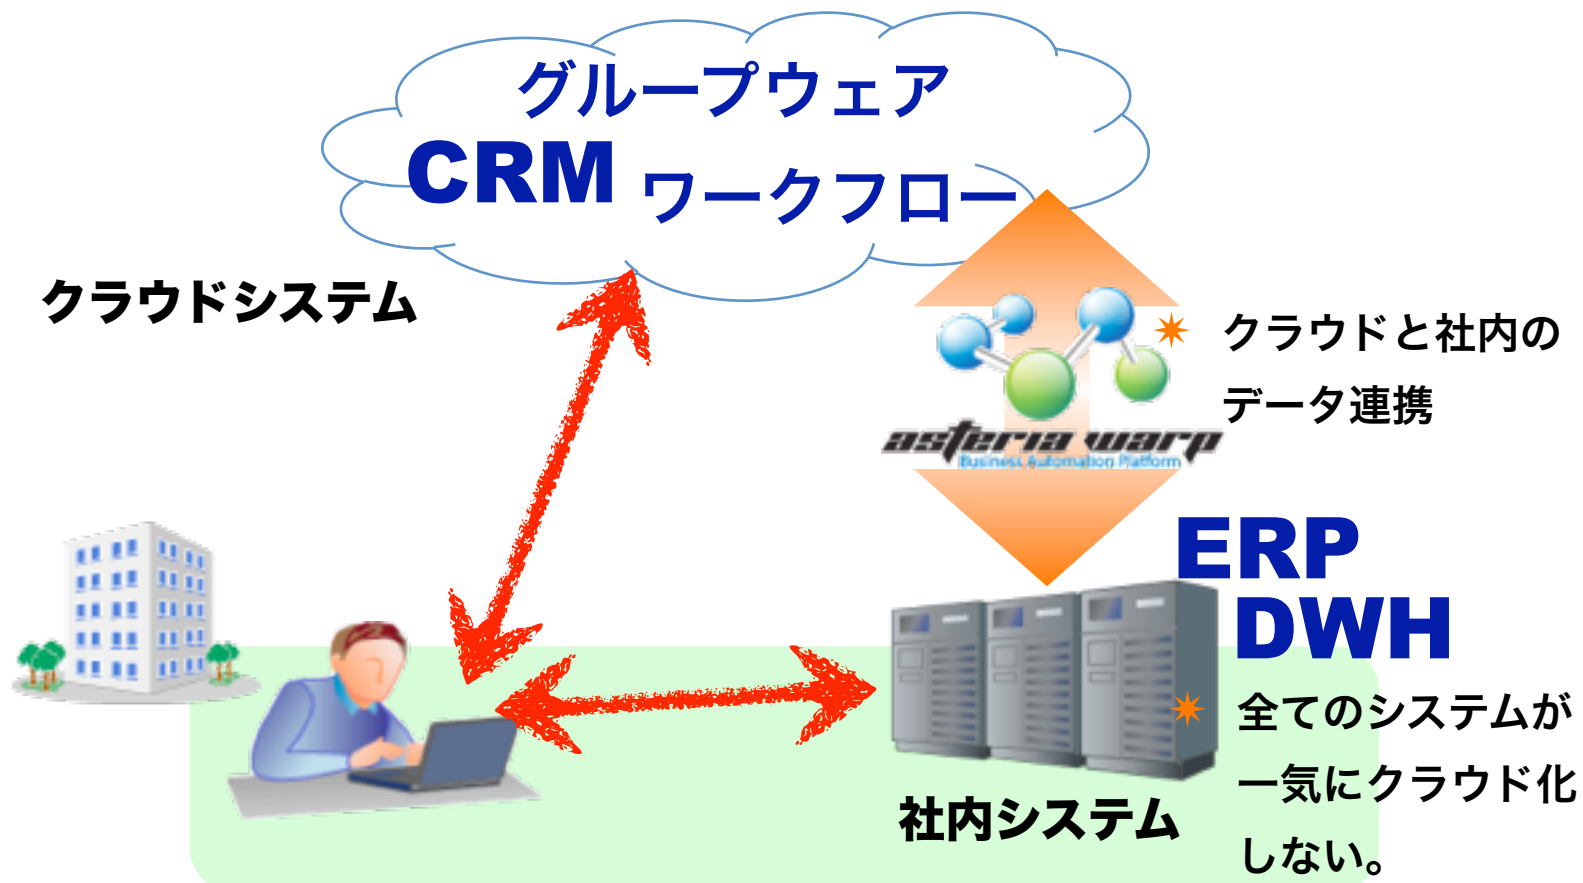 グループウェア
CRM ワークフロー
クラウドシステム
クラウドと社内の
データ連携
asteria warp
Business Automation Platform
ERP
DWH
全てのシステムが
一気にクラウド化
しない。
社内システム